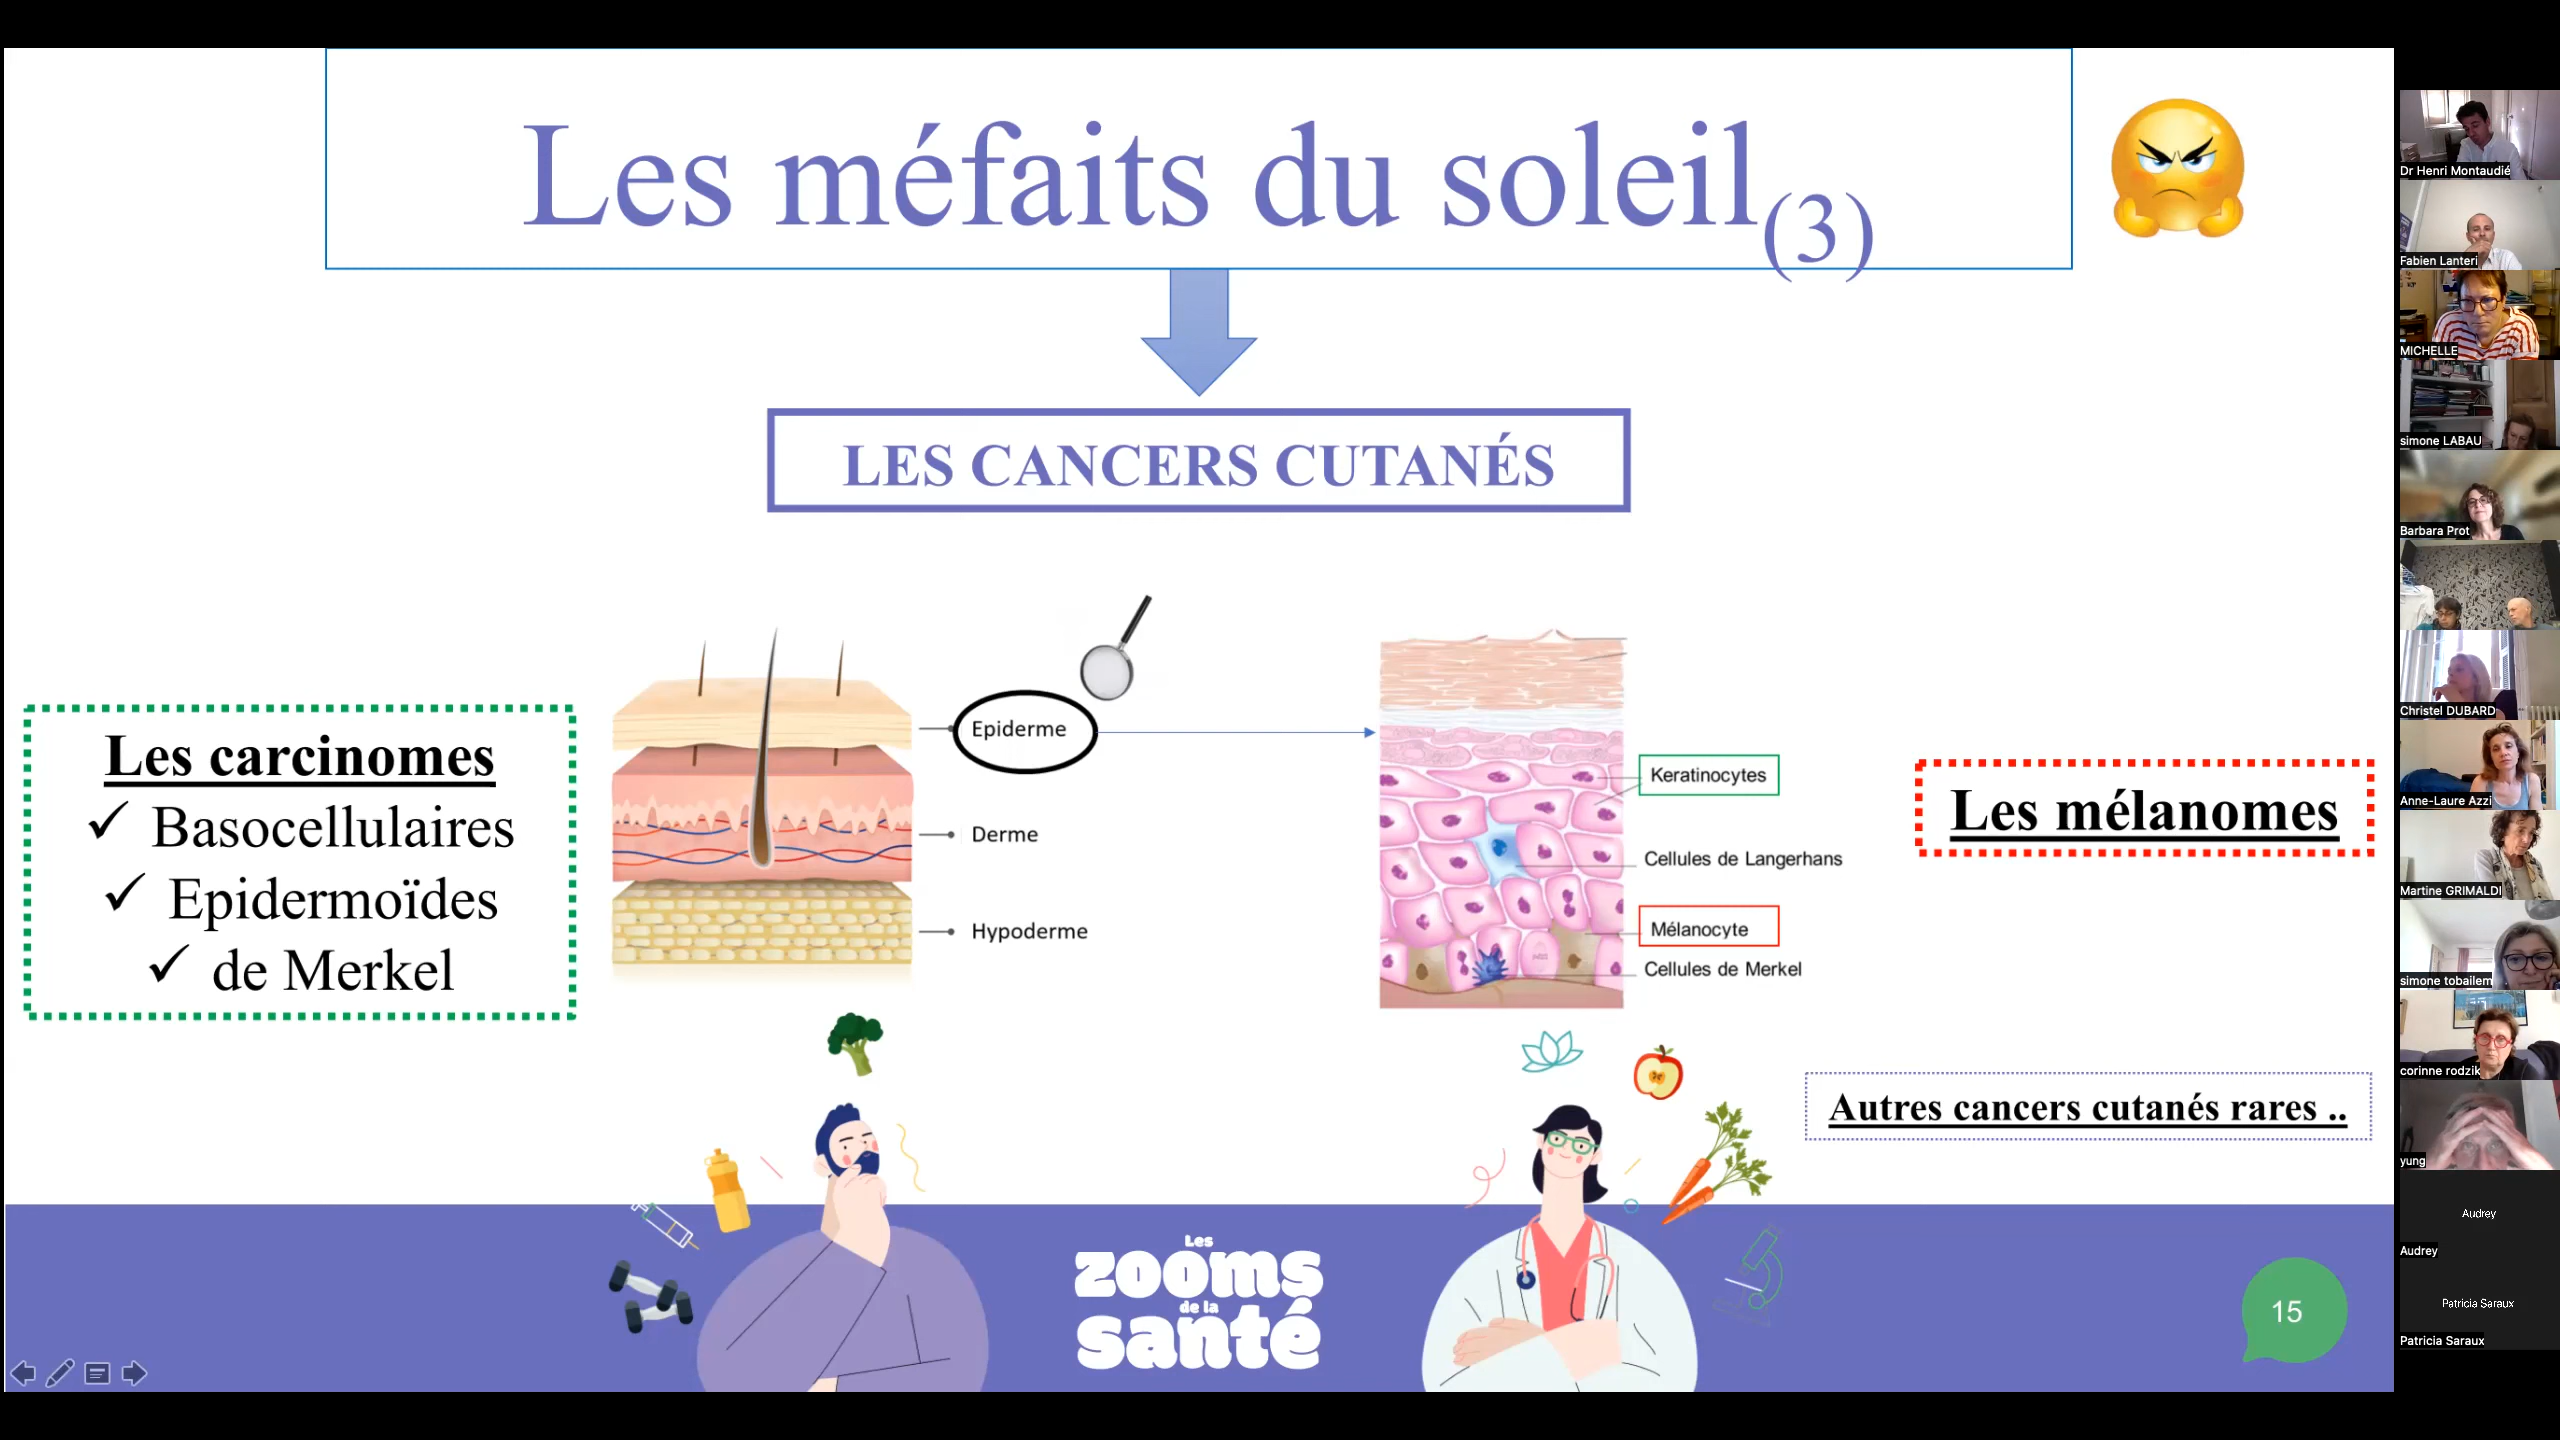 Les méfaits du soleil(3)
LES CANCERS CUTANÉS
Les carcinomes
✓ Basocellulaires
✓ Epidermoïdes
✓ de Merkel
Epiderme
Derme
Hypoderme
Keratinocytes
Cellules de Langerhans
Mélanocyte
Cellules de Merkel
Les mélanomes
Autres cancers cutanés rares ..
Les
zooms
de la
santé
15
Dr Henri Montaudié
Fabien Lanteri
MICHELLE
simone LABAU
Barbara Prot
Christel DUBARD
Anne-Laure Azzi
Martine GRIMALDI
simone tobailem
corinne rodzik
yung
Audrey
Audrey
Patricia Saraux
Patricia Saraux